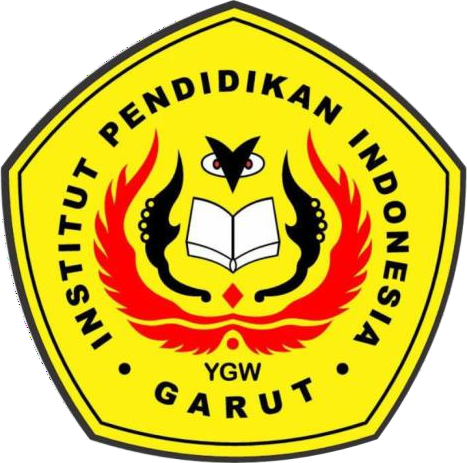 INSTITUT PENDIDIKAN INDONESIA
YGW
GARUT